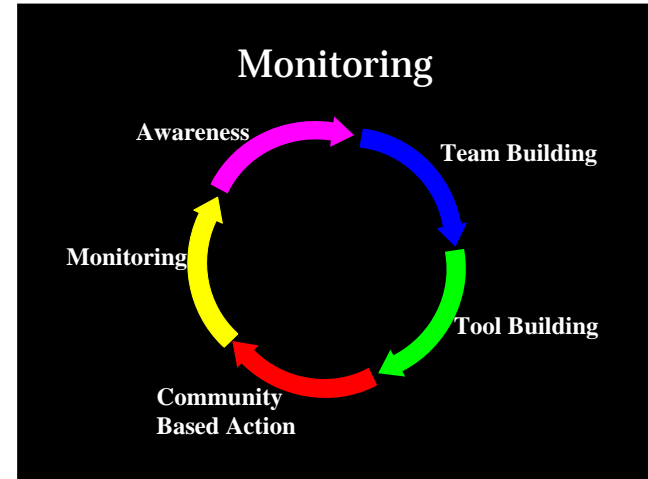 Monitoring
Awareness
Team Building
Monitoring
Tool Building
Community
Based Action